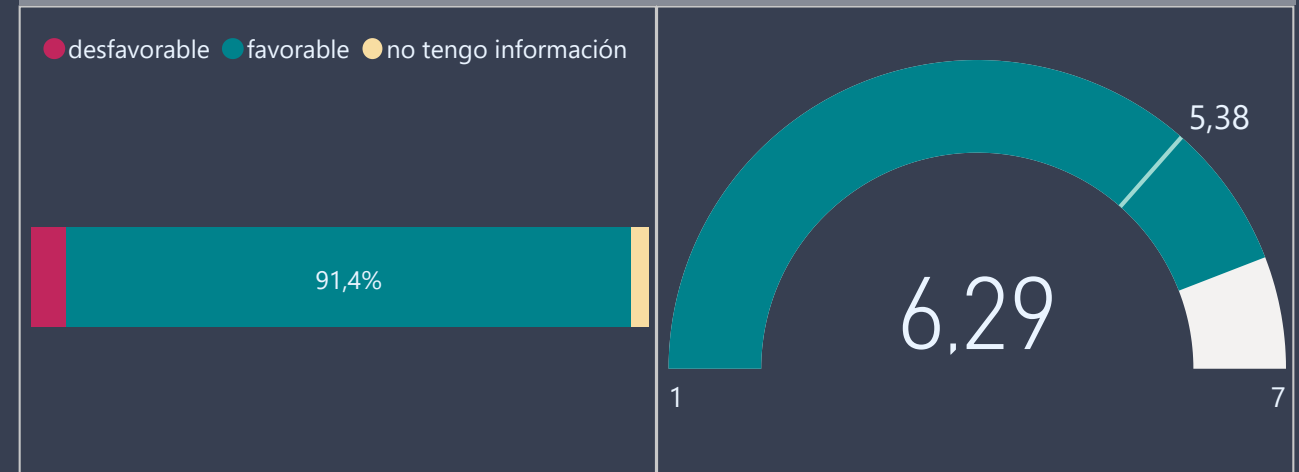 desfavorable favorable no tengo información
91,4%
5,38
6,29
1 7